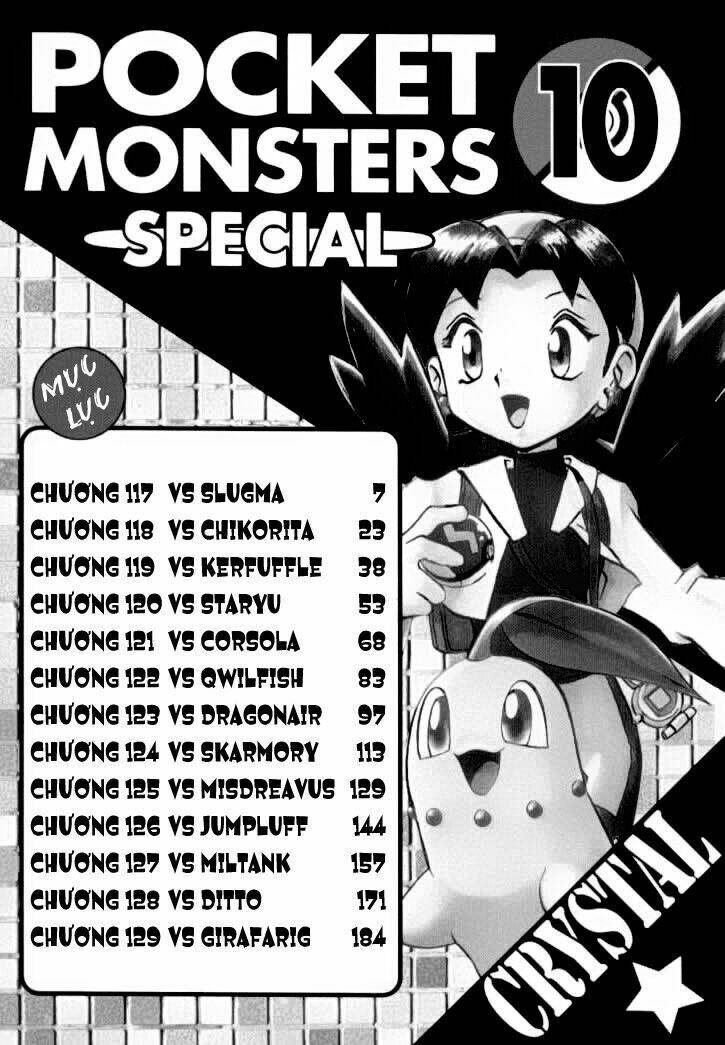 POCKET
MONSTERS
SPECIAL
10
MỤC
LỤC
CHƯƠNG 117 VS SLUGMA 7
CHƯƠNG 118 VS CHIKORITA 23
CHƯƠNG 119 VS KERFUFFLE 38
CHƯƠNG 120 VS STARYU 53
CHƯƠNG 121 VS CORSOLA 68
CHƯƠNG 122 VS QWILFISH 83
CHƯƠNG 123 VS DRAGONAIR 97
CHƯƠNG 124 VS SKARMORY 113
CHƯƠNG 125 VS MISDREAVUS 129
CHƯƠNG 126 VS JUMPLUFF 144
CHƯƠNG 127 VS MILTANK 157
CHƯƠNG 128 VS DITTO 171
CHƯƠNG 129 VS GIRAFARIG 184
CRYSTAL